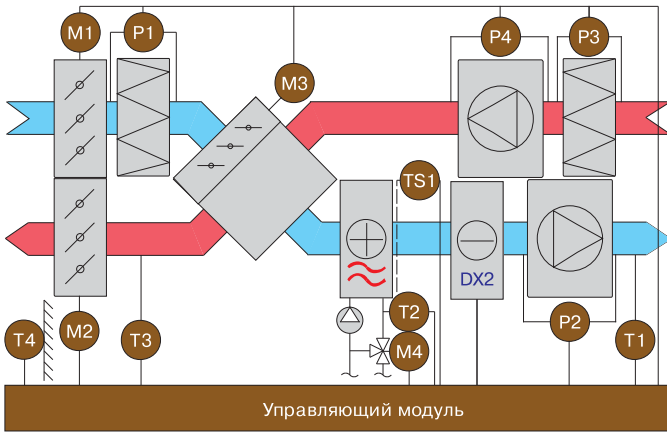 M1 P1 P4 P3
M3
TS1
DX2
T2
T4 M2 T3 M4 P2 T1
Управляющий модуль